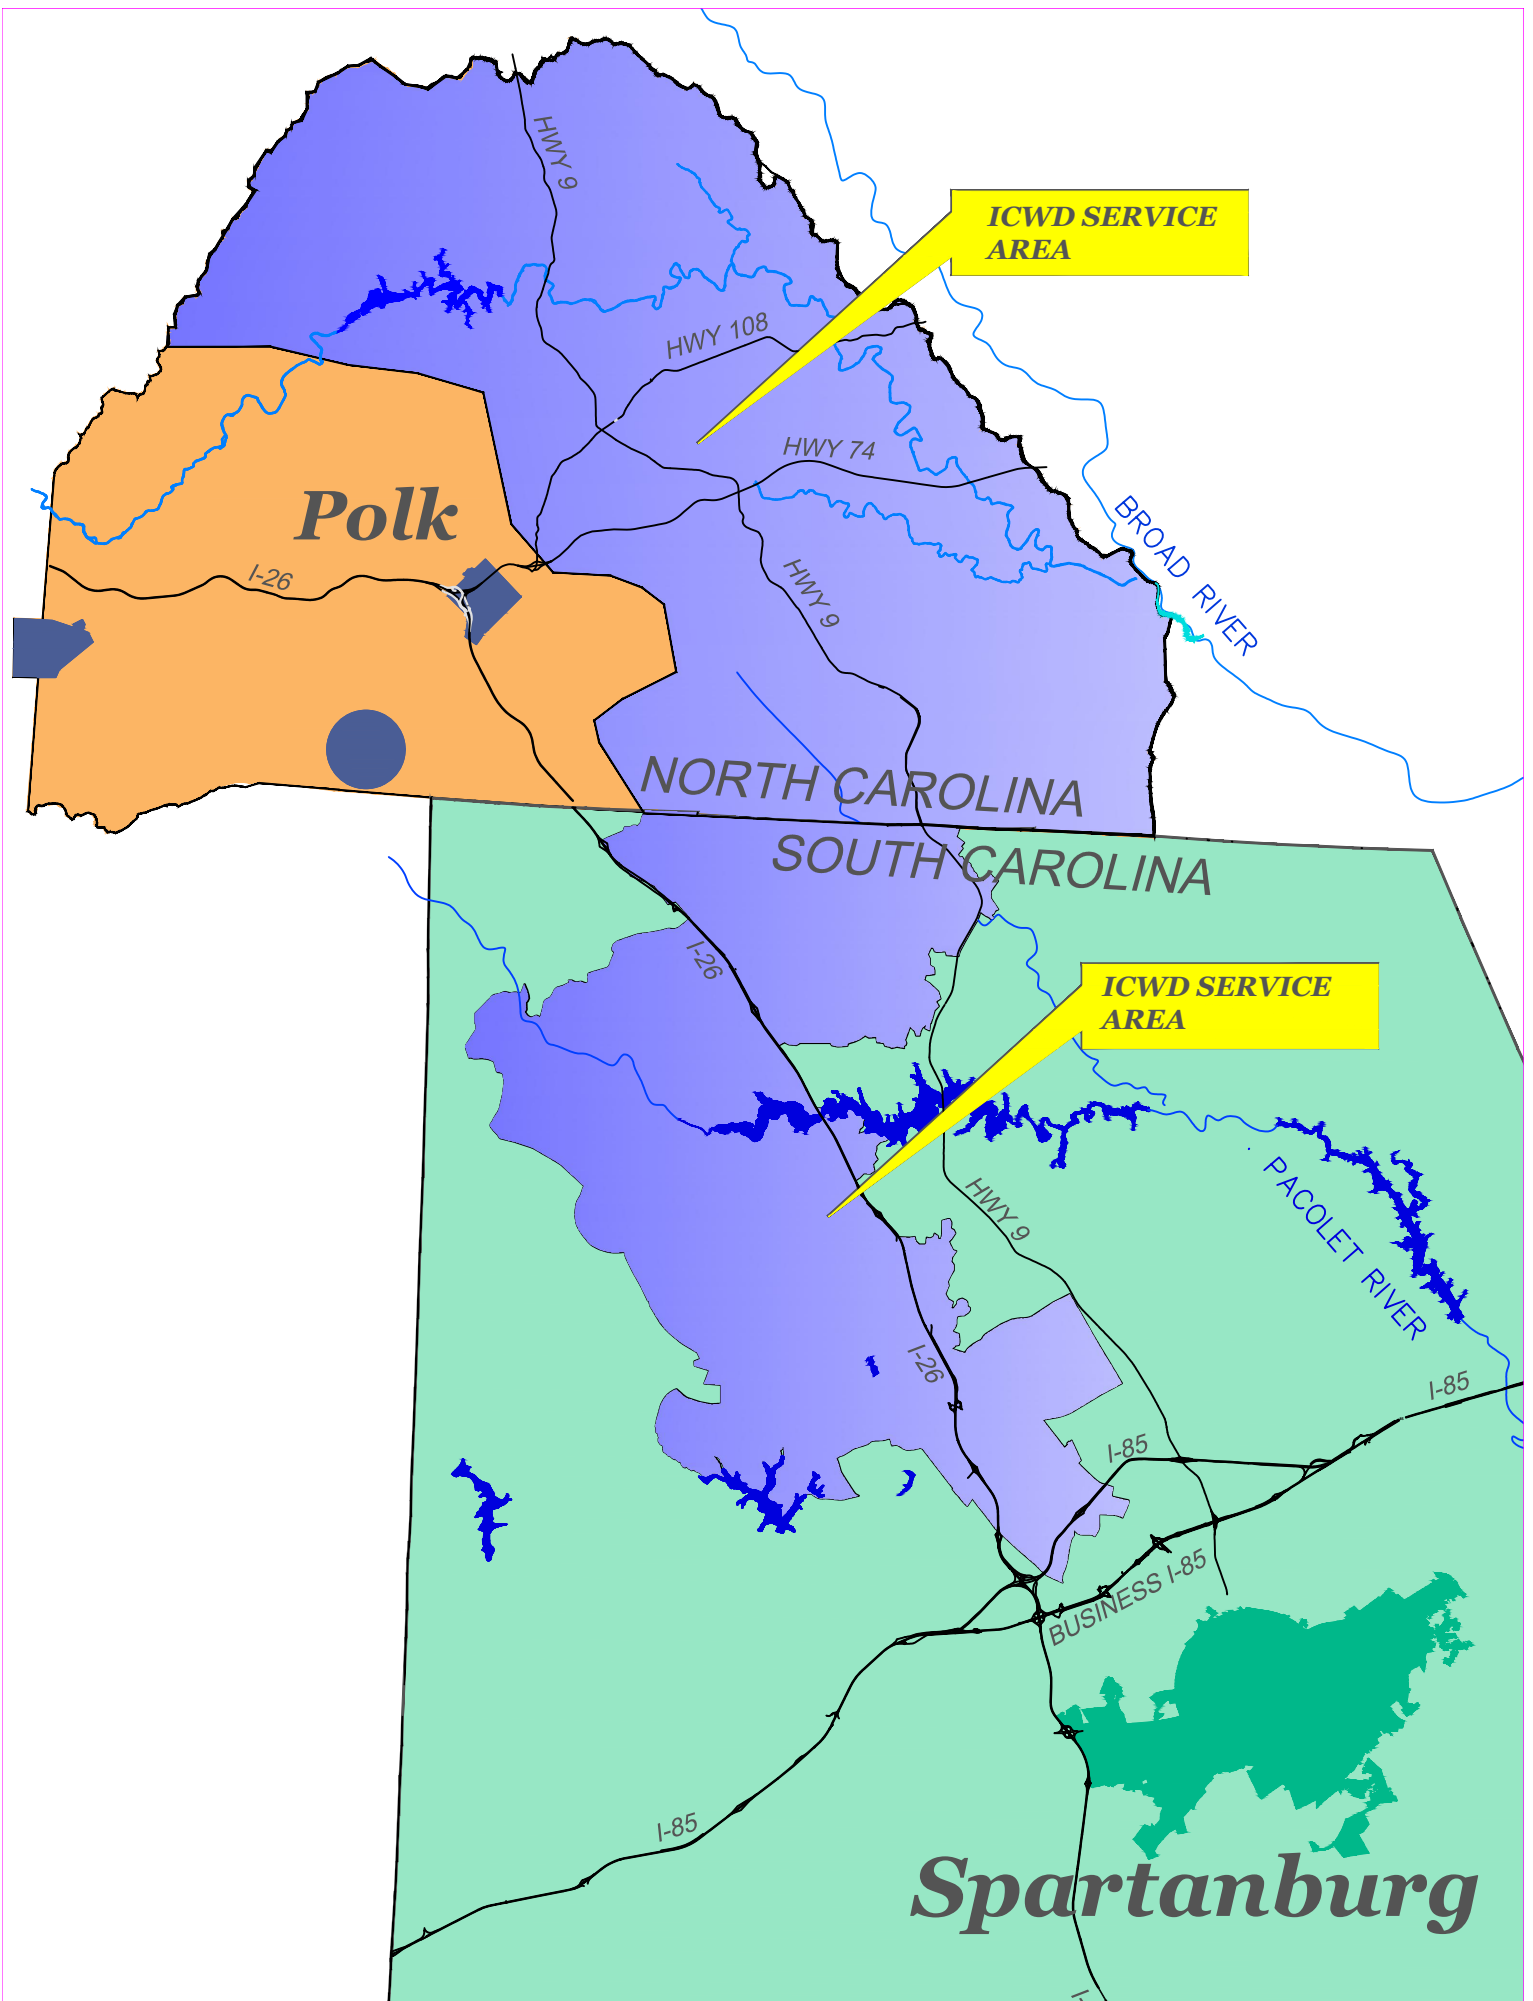 HWY 9
ICWD SERVICE
AREA
HWY 108
HWY 74
Polk
BROAD RIVER
I-26
HWY 9
NORTH CAROLINA
SOUTH CAROLINA
I-26
ICWD SERVICE
AREA
HWY 9
PACOLET RIVER
I-26
I-85
I-85
BUSINESS I-85
I-85
Spartanburg